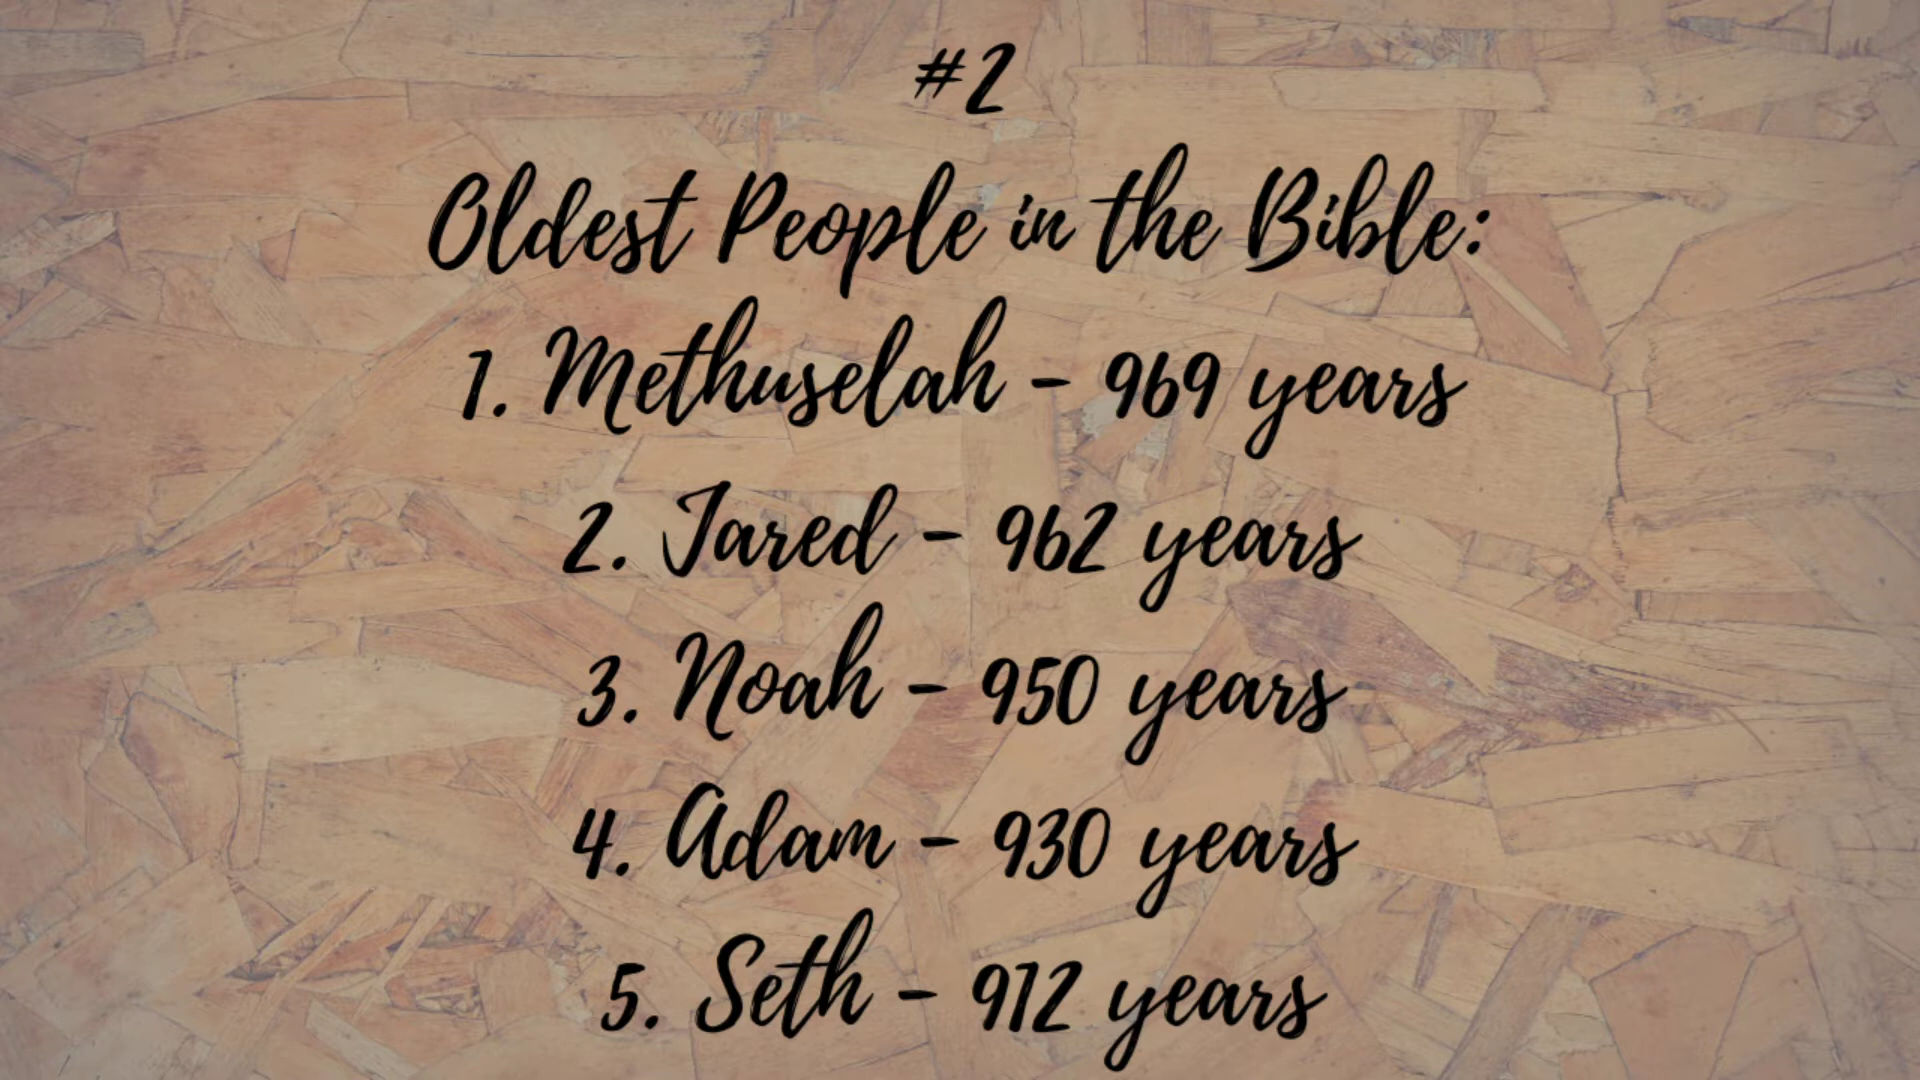 #2
Oldest People in the Bible:
1. Methuselah - 969 years
2. Jared - 962 years
3. Noah - 950 years
4. Adam - 930 years
5. Seth - 912 years